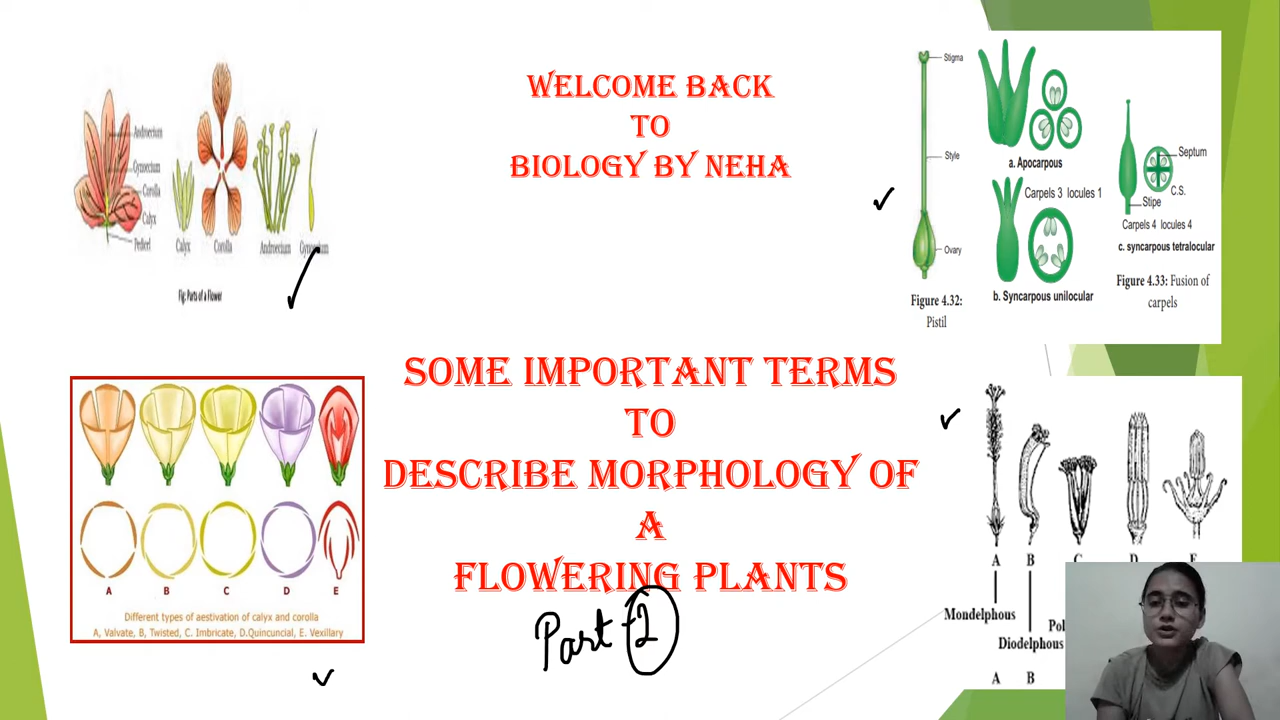 WELCOME BACK
TO
BIOLOGY BY NEHA
Androecium
Gynoecium
Corolla
Calyx
Pedicel
Calyx
Corolla
Androecium
Gynoecium
Fig: Parts of a Flower
Stigma
Style
Ovary
Figure 4.32:
Pistil
a. Apocarpous
Carpels 3 locules 1
b. Syncarpous unilocular
Septum
C.S.
Stipe
Carpels 4 locules 4
c. syncarpous tetralocular
Figure 4.33: Fusion of
carpels
SOME IMPORTANT TERMS
TO
DESCRIBE MORPHOLOGY OF
A
FLOWERING PLANTS
Part-2
A B C D E
Different types of aestivation of calyx and corolla
A, Valvate, B, Twisted, C. Imbricate, D.Quincuncial, E. Vexillary
A B C D E
Mondelphous
Pol
Diodelphous
A B